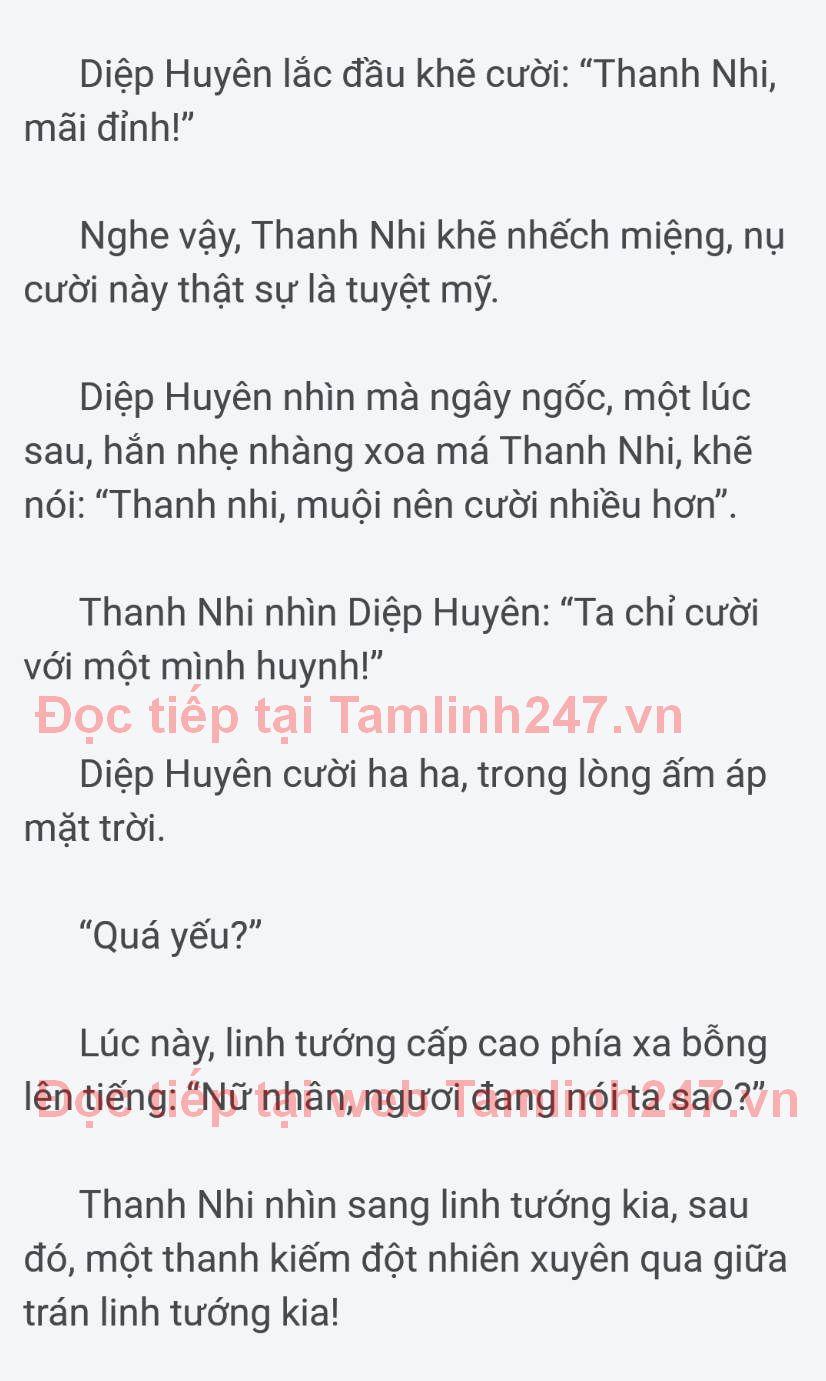 Diệp Huyên lắc đầu khẽ cười: “Thanh Nhi,
mãi đỉnh!”
Nghe vậy, Thanh Nhi khẽ nhếch miệng, nụ
cười này thật sự là tuyệt mỹ.
Diệp Huyên nhìn mà ngây ngốc, một lúc
sau, hắn nhẹ nhàng xoa má Thanh Nhi, khẽ
nói: “Thanh nhi, muội nên cười nhiều hơn”.
Thanh Nhi nhìn Diệp Huyên: “Ta chỉ cười
với một mình huynh!”
Đọc tiếp tại Tamlinh247.vn
Diệp Huyên cười ha ha, trong lòng ấm áp
mặt trời.
“Quá yếu?”
Lúc này, linh tướng cấp cao phía xa bỗng
lên tiếng: “Nữ nhân, ngươi đang nói ta sao?”
Đọc tiếp tại web Tamlinh247.vn
Thanh Nhi nhìn sang linh tướng kia, sau
đó, một thanh kiếm đột nhiên xuyên qua giữa
trán linh tướng kia!